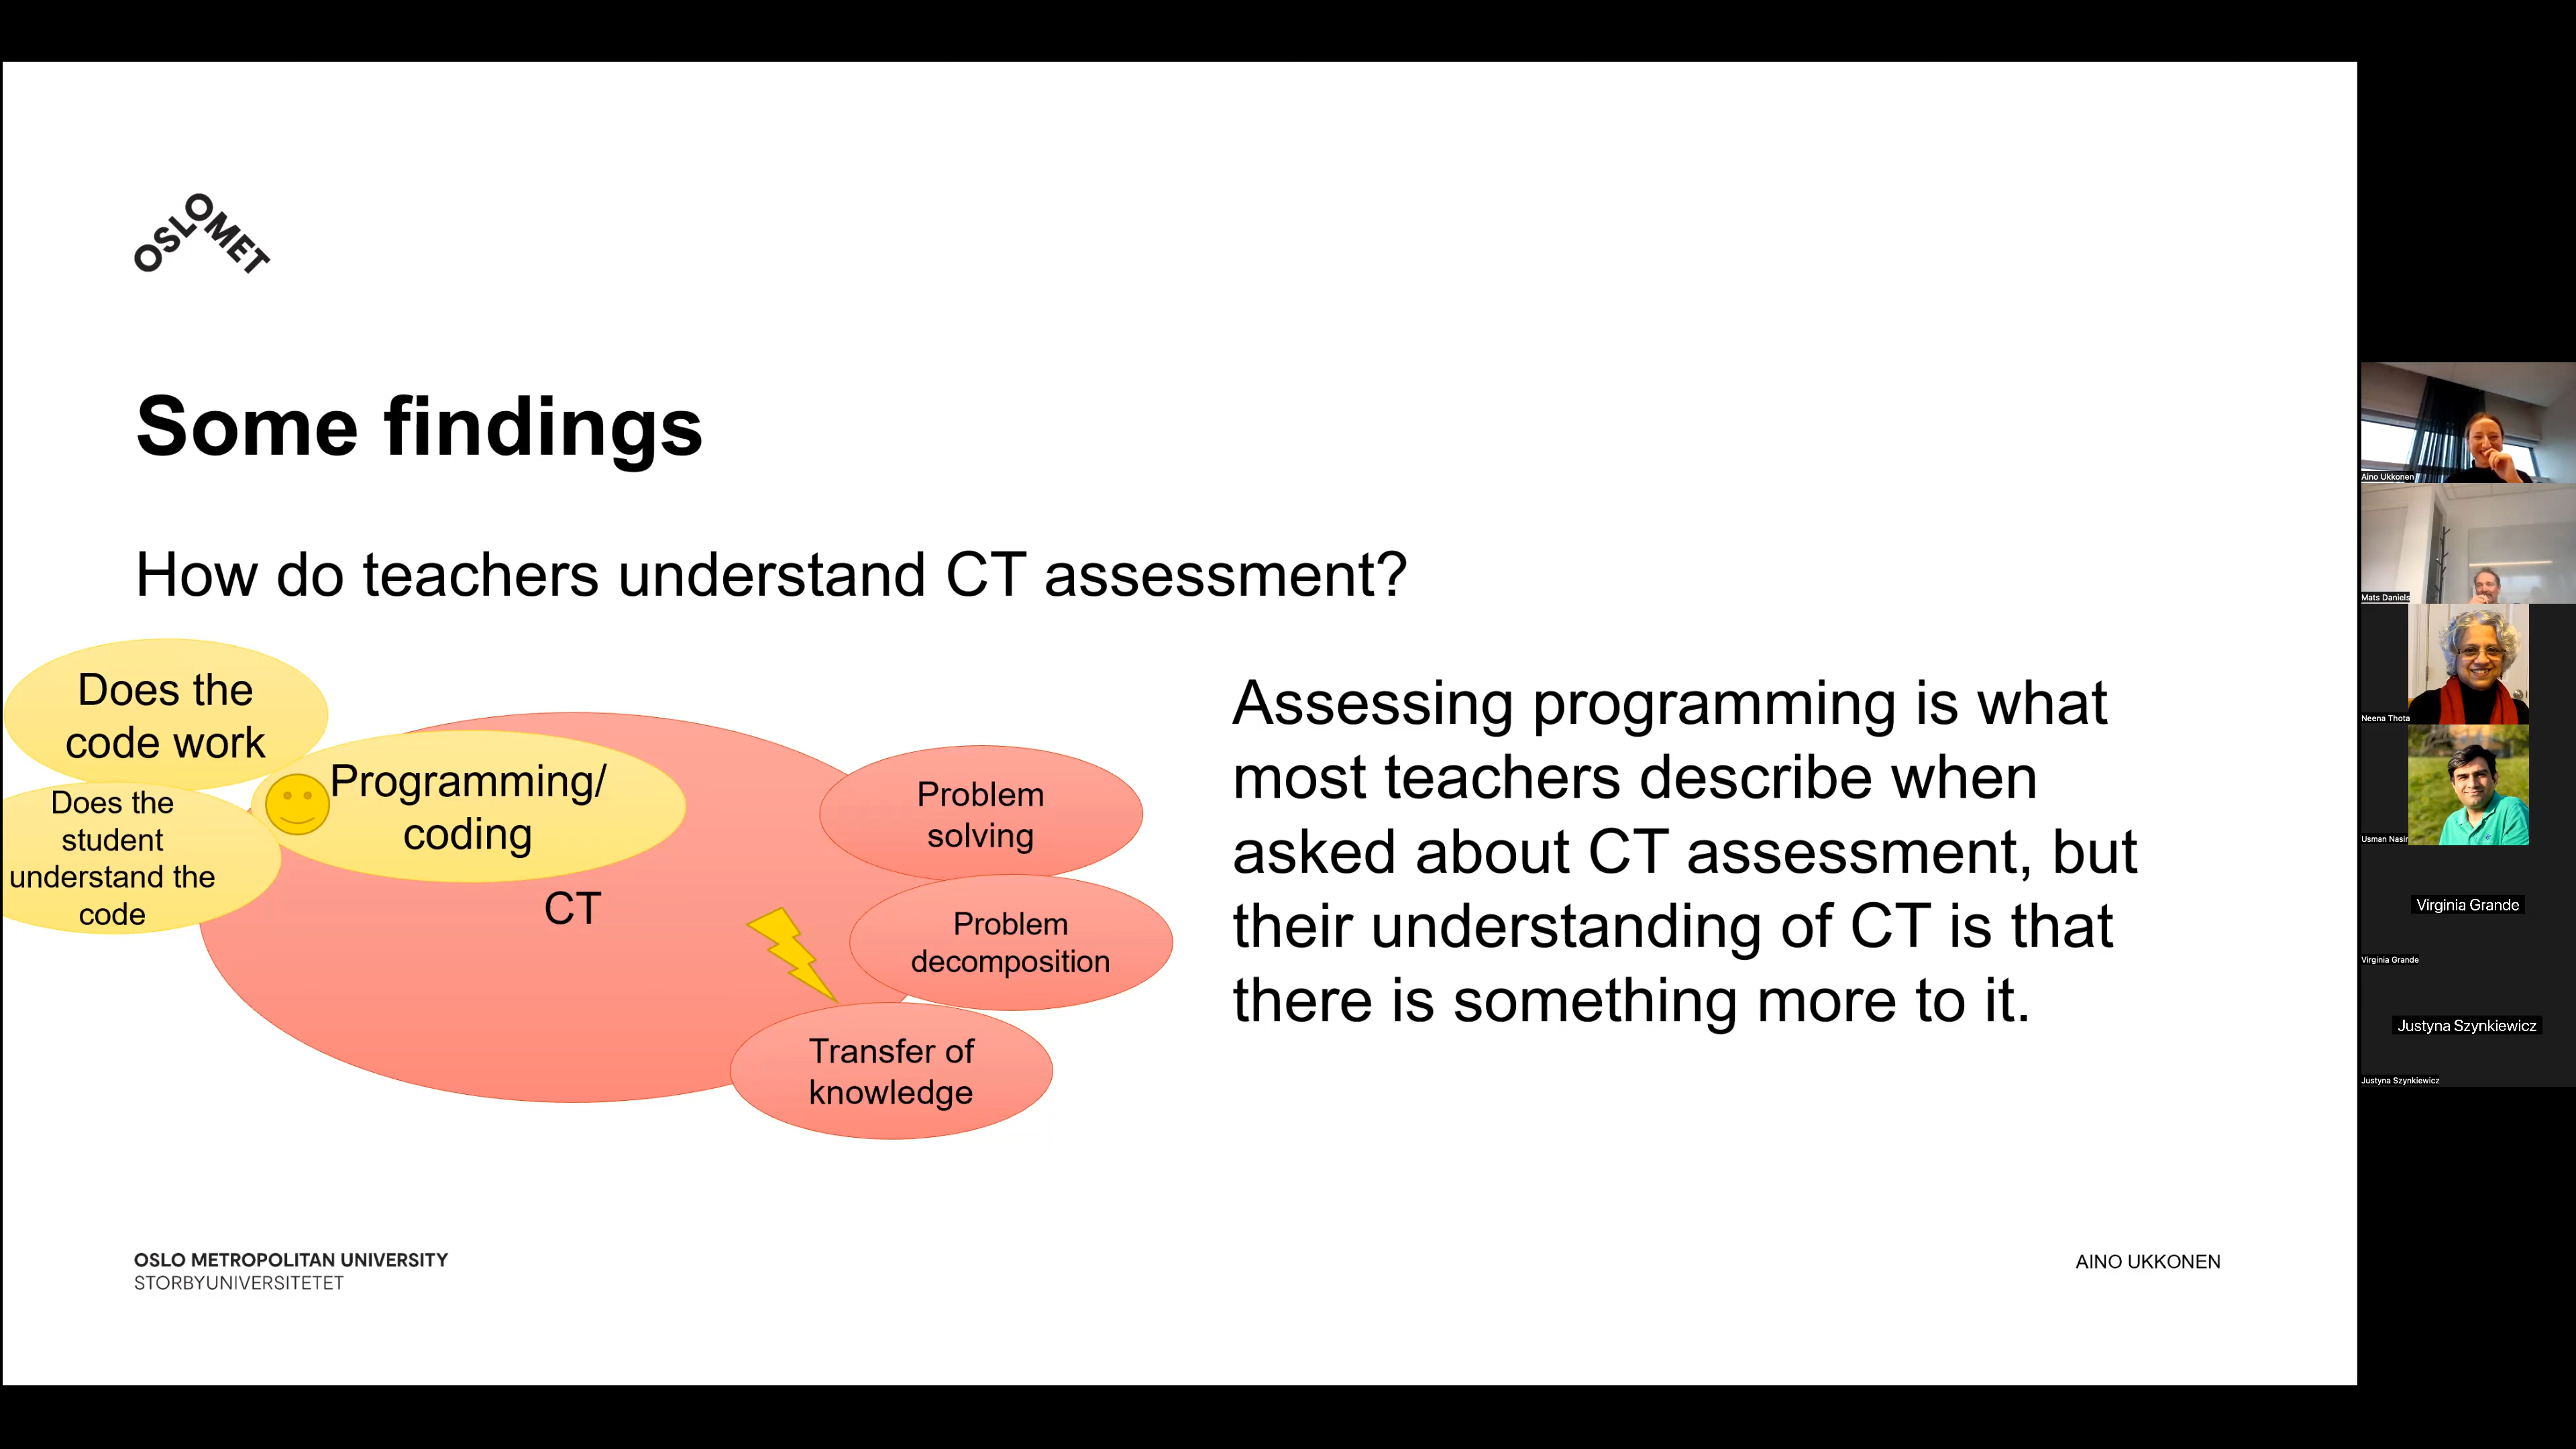 OSLOMET
Some findings
How do teachers understand CT assessment?
Does the
code work
Does the
student
understand the
code
Programming/
coding
CT
Problem
solving
Problem
decomposition
Transfer of
knowledge
Assessing programming is what
most teachers describe when
asked about CT assessment, but
their understanding of CT is that
there is something more to it.
OSLO METROPOLITAN UNIVERSITY
STORBYUNIVERSITETET
AINO UKKONEN
Aino Ukkonen
Mats Daniels
Neena Thota
Usman Nasir
Virginia Grande
Virginia Grande
Justyna Szynkiewicz
Justyna Szynkiewicz